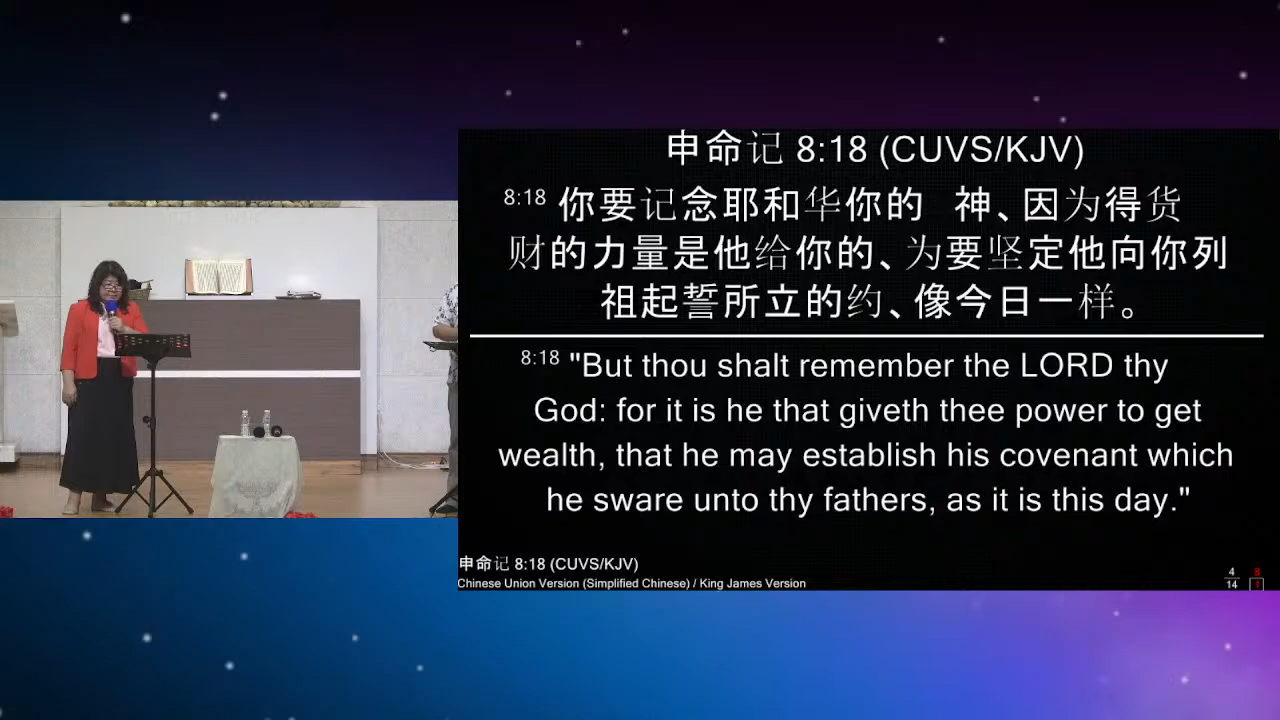 申命记 8:18 (CUVS/KJV)
8:18 你要记念耶和华你的 神、因为得货
财的力量是他给你的、为要坚定他向你列
祖起誓所立的约、像今日一样。
8:18 "But thou shalt remember the LORD thy
God: for it is he that giveth thee power to get
wealth, that he may establish his covenant which
he sware unto thy fathers, as it is this day."
申命记 8:18 (CUVS/KJV)
Chinese Union Version (Simplified Chinese) / King James Version
4 8
14 1